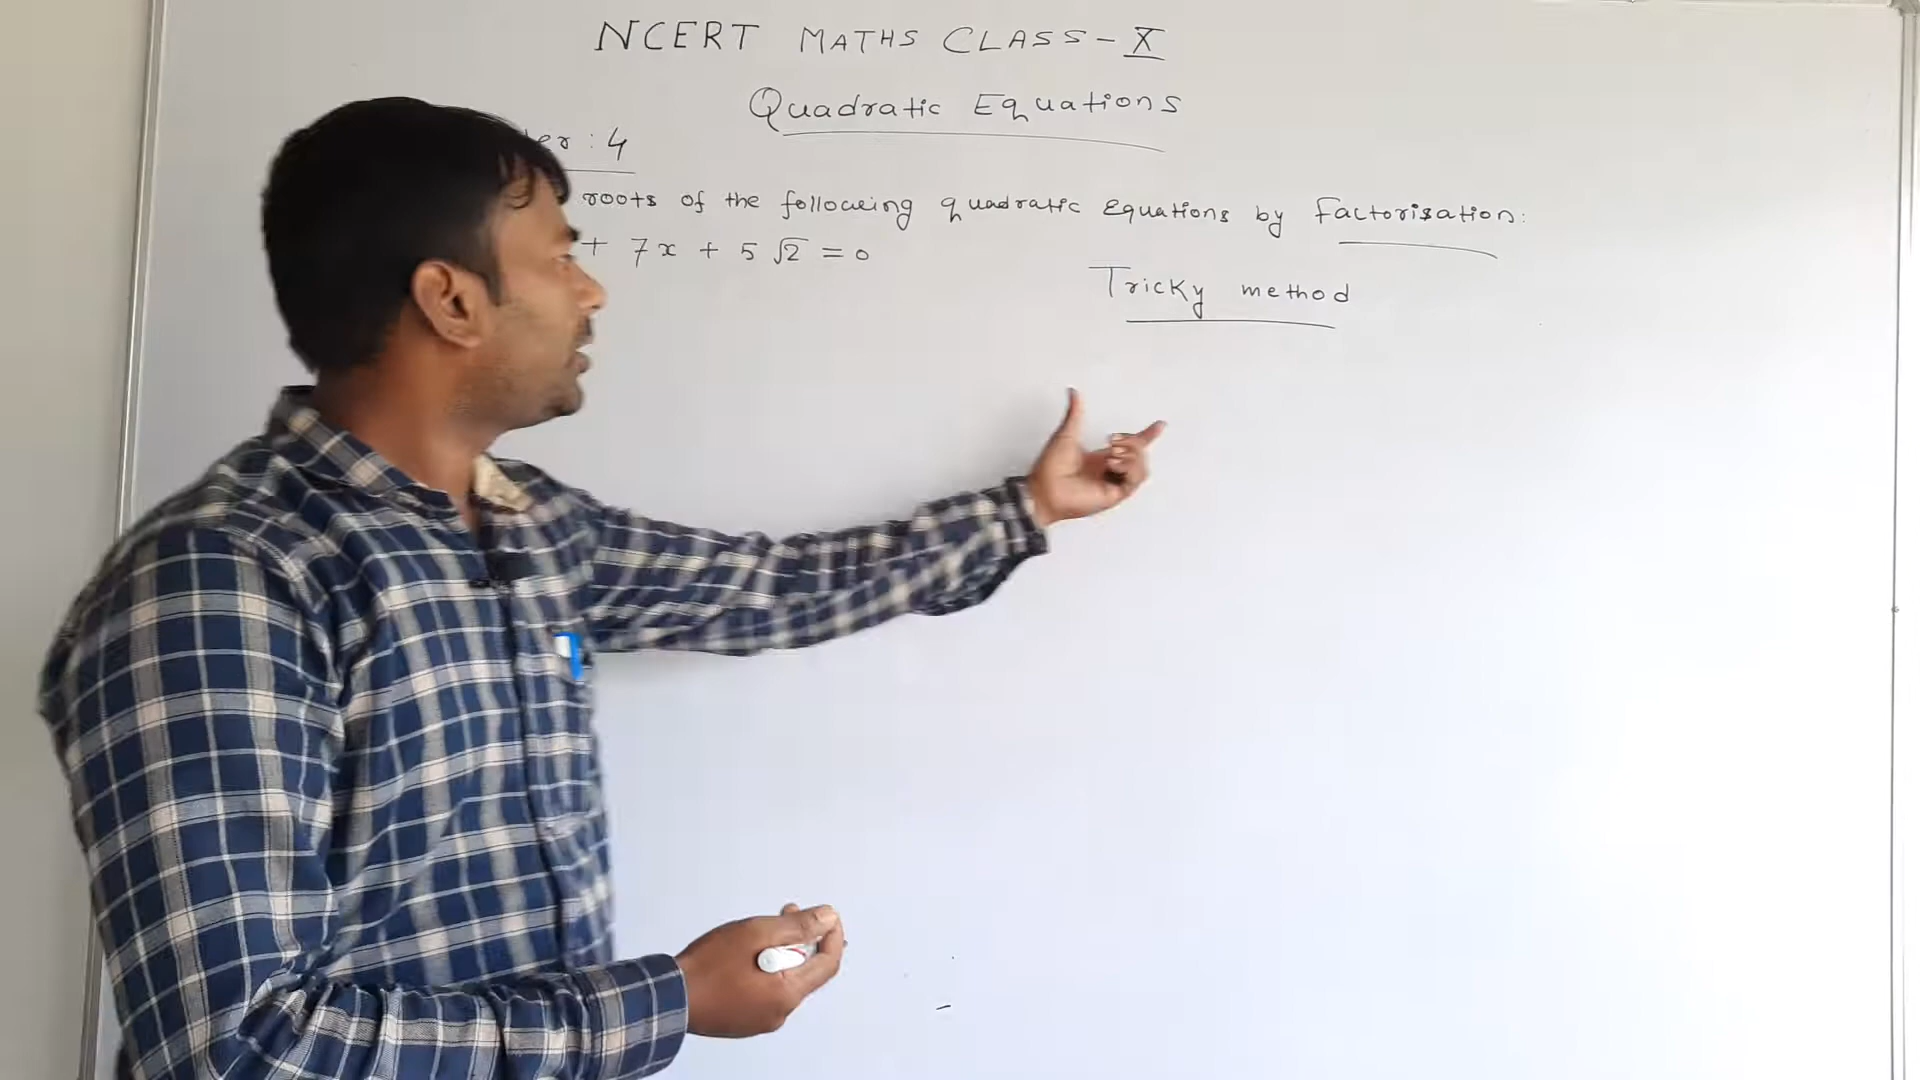 NCERT MATHS CLASS - X
Quadratic Equations
er : 4
roots of the following quadratic Equations by Factorisation:
+ 7x + 5√2 = 0
Tricky method